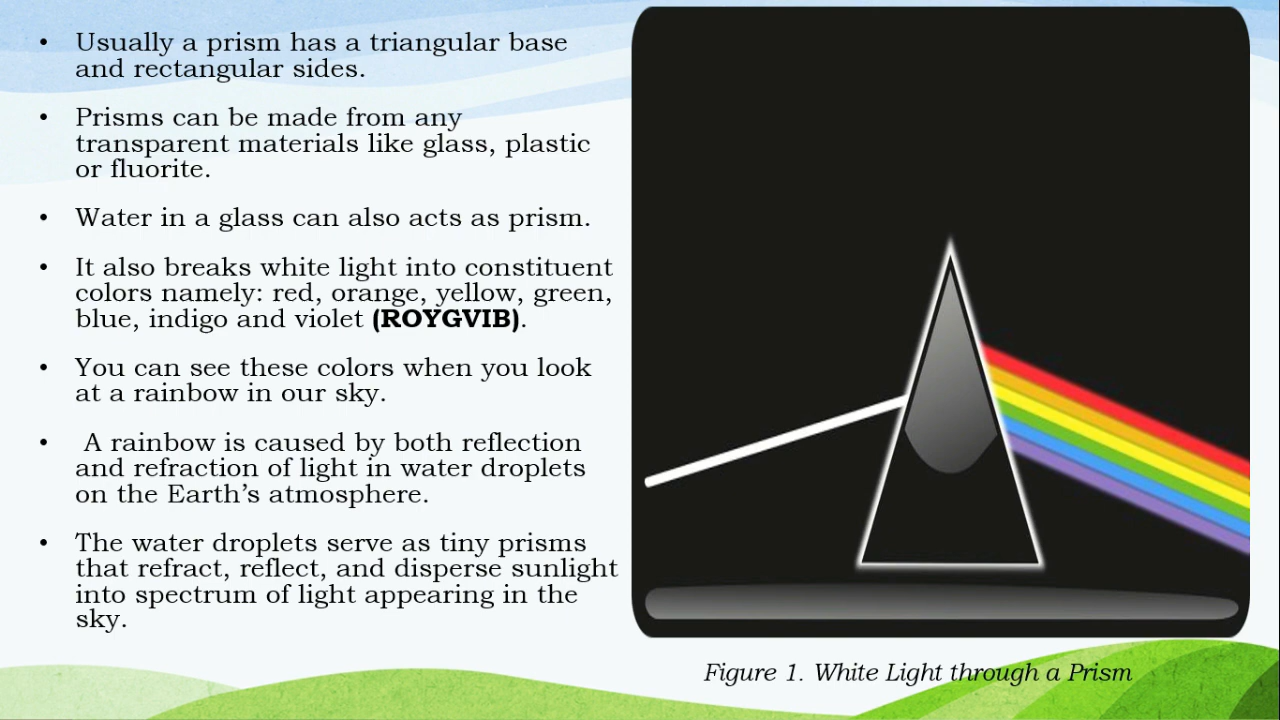 • Usually a prism has a triangular base
and rectangular sides.
• Prisms can be made from any
transparent materials like glass, plastic
or fluorite.
• Water in a glass can also acts as prism.
• It also breaks white light into constituent
colors namely: red, orange, yellow, green,
blue, indigo and violet (ROYGVIB).
• You can see these colors when you look
at a rainbow in our sky.
• A rainbow is caused by both reflection
and refraction of light in water droplets
on the Earth’s atmosphere.
• The water droplets serve as tiny prisms
that refract, reflect, and disperse sunlight
into spectrum of light appearing in the
sky.
Figure 1. White Light through a Prism